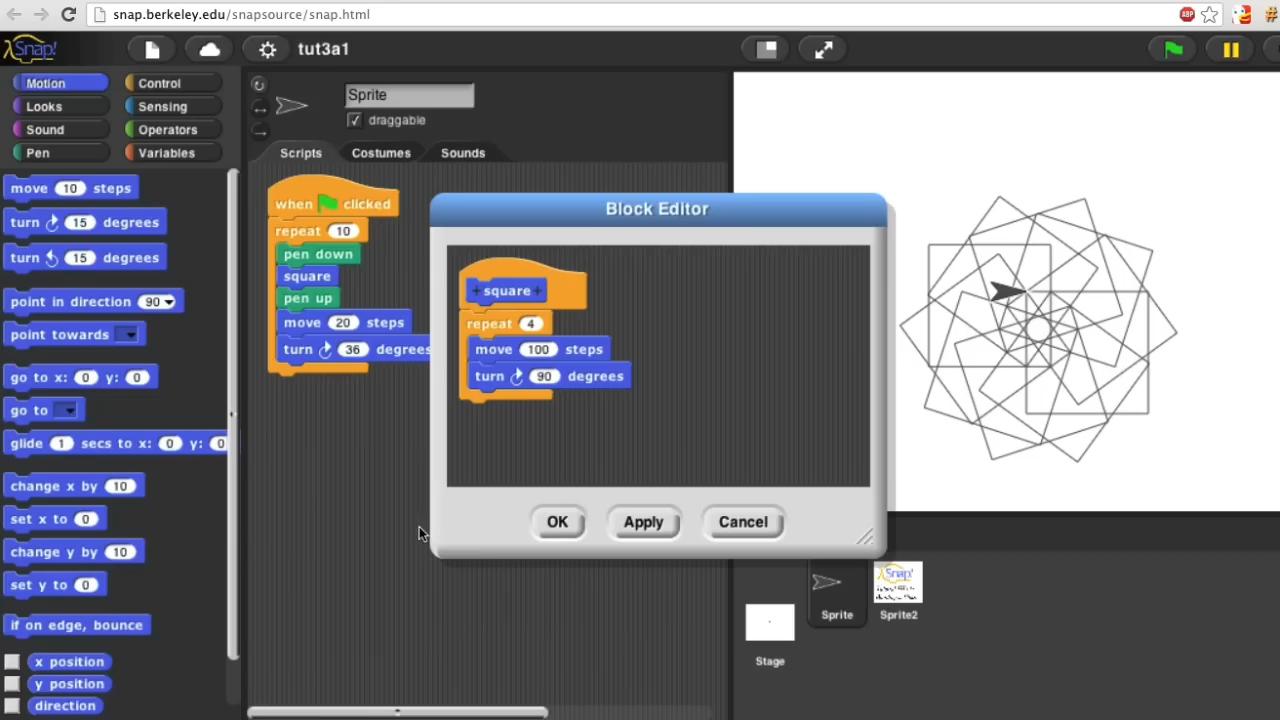 snap.berkeley.edu/snapsource/snap.html
ABP
Snap!
tut3a1
Motion
Control
Looks
Sensing
Sound
Operators
Pen
Variables
Sprite
draggable
Scripts
Costumes
Sounds
move 10 steps
turn 15 degrees
turn 15 degrees
point in direction 90
point towards
go to x: 0 y: 0
go to
glide 1 secs to x: 0 y: 0
change x by 10
set x to 0
change y by 10
set y to 0
if on edge, bounce
x position
y position
direction
when clicked
repeat 10
pen down
square
pen up
move 20 steps
turn 36 degrees
Block Editor
+ square +
repeat 4
move 100 steps
turn 90 degrees
OK
Apply
Cancel
Stage
Sprite
Snap!
Sprite2